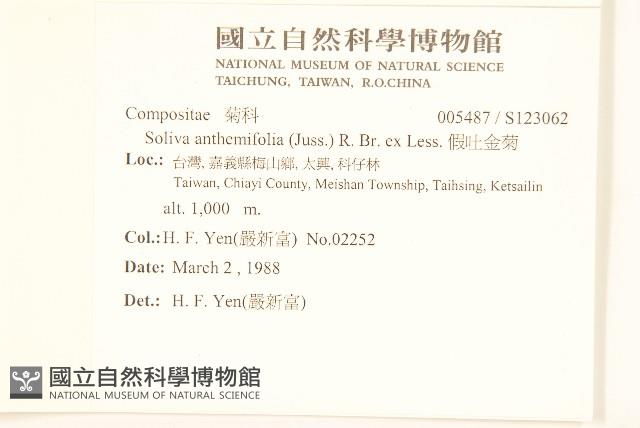 國立自然科學博物館
NATIONAL MUSEUM OF NATURAL SCIENCE
TAICHUNG, TAIWAN, R.O.CHINA
Compositae 菊科 005487 / S123062
Soliva anthemifolia (Juss.) R. Br. ex Less. 假吐金菊
Loc.: 台灣, 嘉義縣梅山鄉, 太興, 科仔林
Taiwan, Chiayi County, Meishan Township, Taihsing, Ketsailin
alt. 1,000 m.
Col.: H. F. Yen(嚴新富) No.02252
Date: March 2 , 1988
Det.: H. F. Yen(嚴新富)
國立自然科學博物館
NATIONAL MUSEUM OF NATURAL SCIENCE